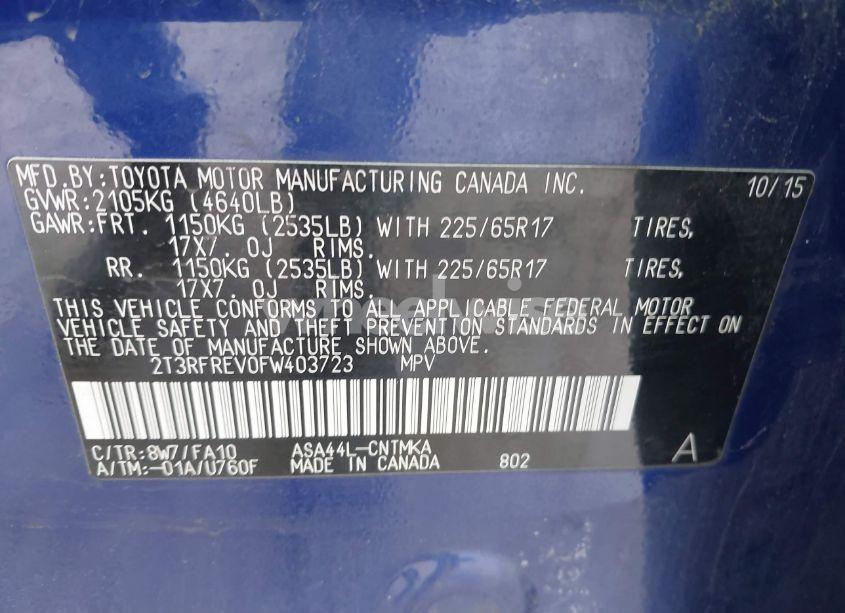 MFD.BY:TOYOTA MOTOR MANUFACTURING CANADA INC. 10/15
GVWR:2105KG (4640LB)
GAWR:FRT. 1150KG (2535LB) WITH 225/65R17 TIRES,
17X7.0J RIMS.
RR. 1150KG (2535LB) WITH 225/65R17 TIRES,
17X7.0J RIMS.
THIS VEHICLE CONFORMS TO ALL APPLICABLE FEDERAL MOTOR
VEHICLE SAFETY AND THEFT PREVENTION STANDARDS IN EFFECT ON
THE DATE OF MANUFACTURE SHOWN ABOVE.
2T3RFREV0FW403723 MPV
C/TR:8W7/FA10 ASA44L-CNTMKA
A/TM:-01A/U760F MADE IN CANADA 802 A